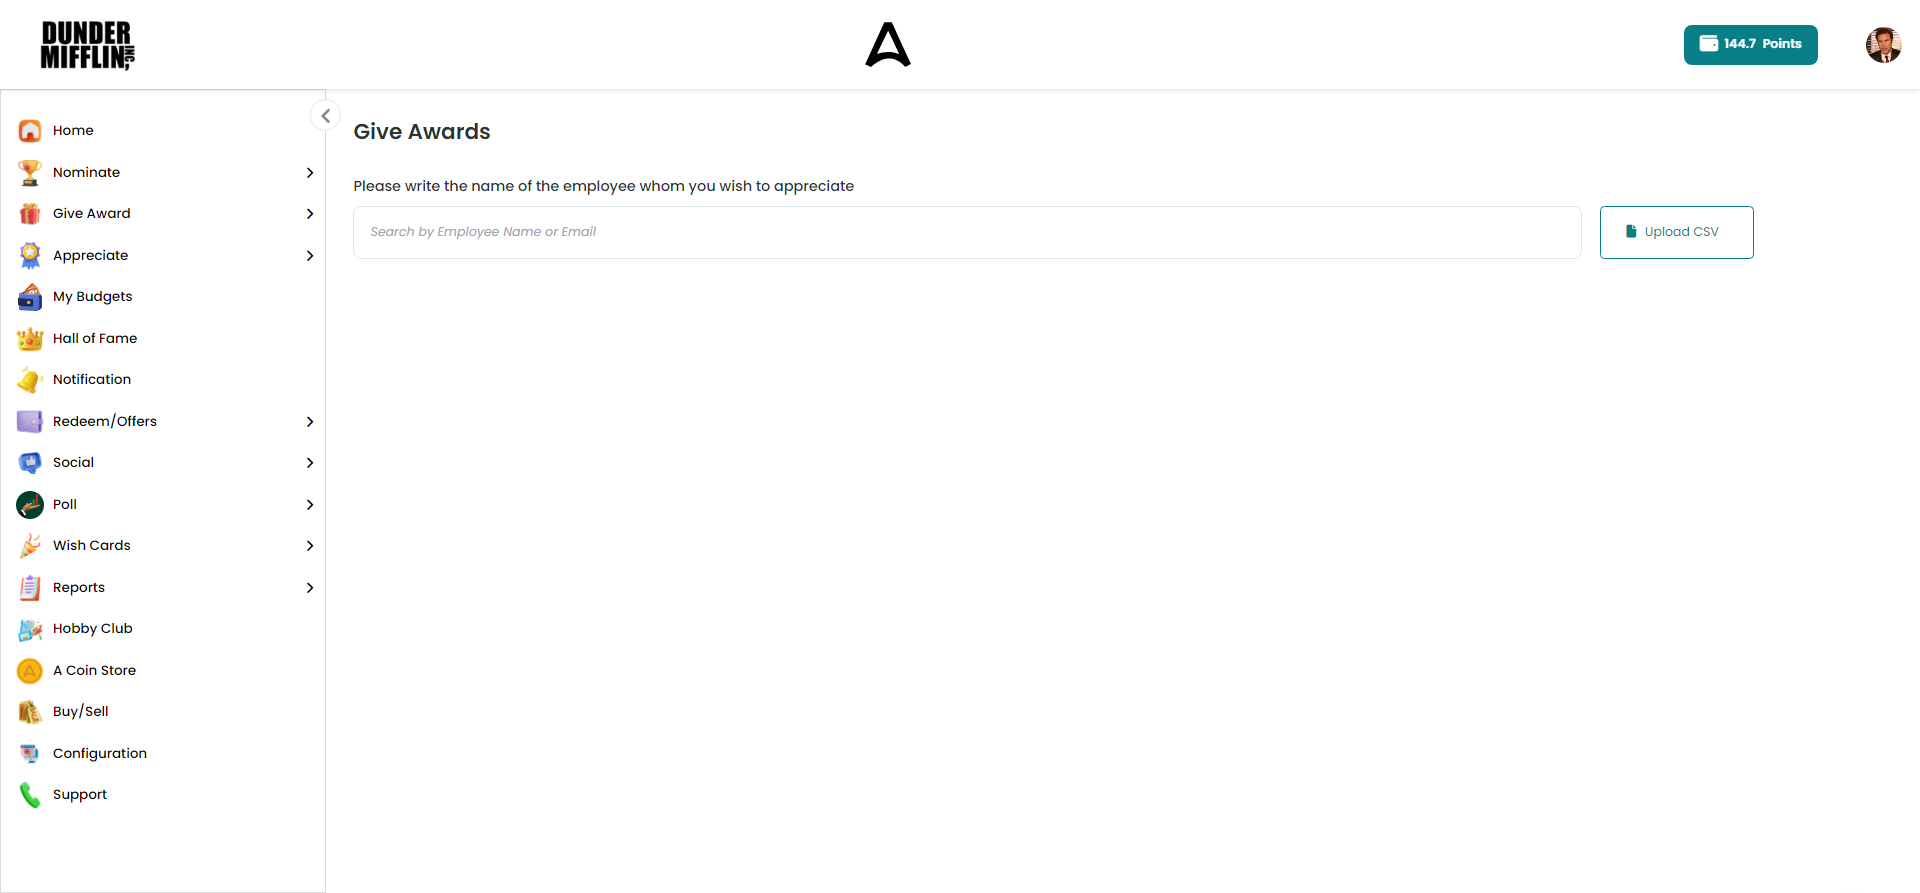 DUNDER
MIFFLIN INC,
144.7 Points
Home
Nominate
Give Award
Appreciate
My Budgets
Hall of Fame
Notification
Redeem/Offers
Social
Poll
Wish Cards
Reports
Hobby Club
A Coin Store
Buy/Sell
Configuration
Support
Give Awards
Please write the name of the employee whom you wish to appreciate
Search by Employee Name or Email
Upload CSV